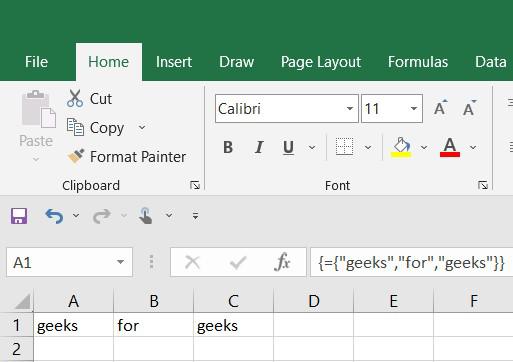 File Home Insert Draw Page Layout Formulas Data
Cut
Copy
Paste
Format Painter
Calibri 11 A A
B I U A
Clipboard Font
A1 fx {={"geeks","for","geeks"}}
A B C D E F
1 geeks for geeks
2